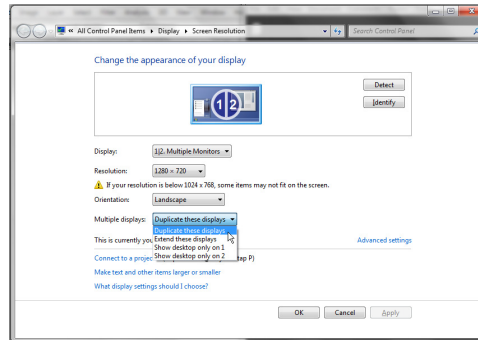 « All Control Panel Items ▸ Display ▸ Screen Resolution
Search Control Panel
Change the appearance of your display
1|2
Detect
Identify
Display:
1|2. Multiple Monitors
Resolution:
1280 × 720
If your resolution is below 1024 x 768, some items may not fit on the screen.
Orientation:
Landscape
Multiple displays:
Duplicate these displays
Duplicate these displays
Extend these displays
Show desktop only on 1
Show desktop only on 2
This is currently you
Advanced settings
Connect to a projec
tap P)
Make text and other items larger or smaller
What display settings should I choose?
OK
Cancel
Apply